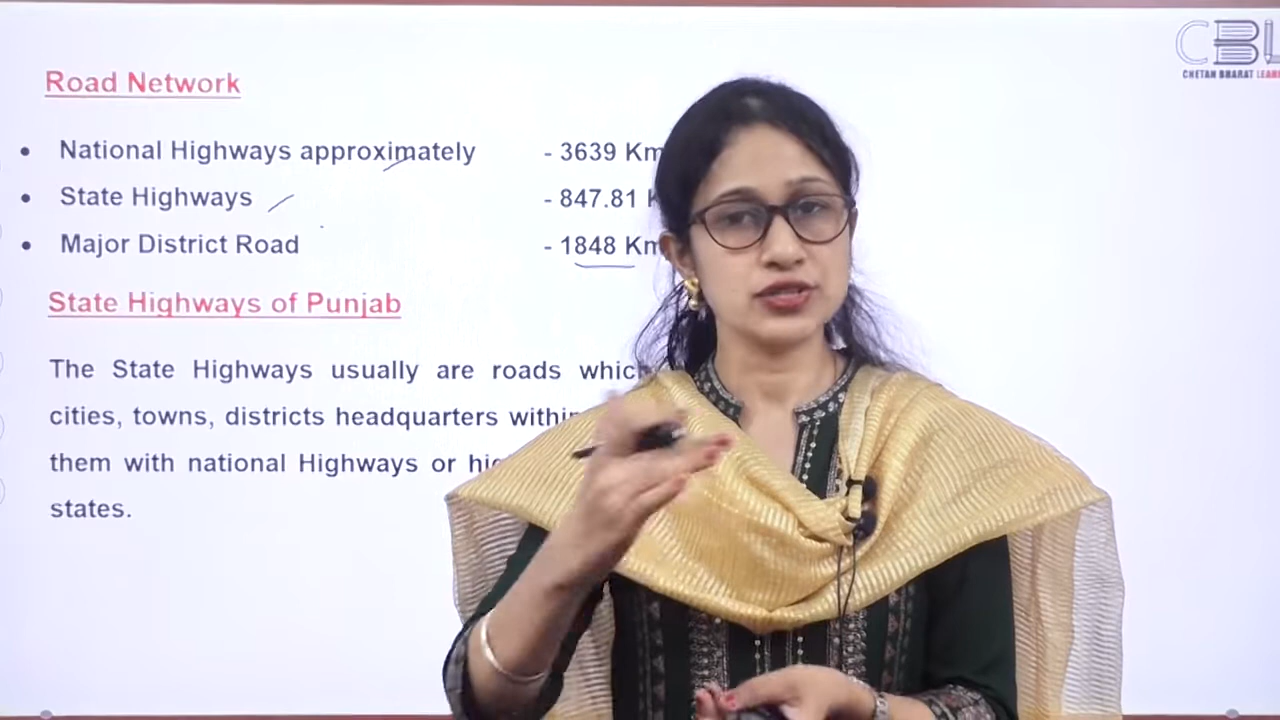 CBL
CHETAN BHARAT LEARN
Road Network
• National Highways approximately - 3639 Km
• State Highways - 847.81 K
• Major District Road - 1848 Km
State Highways of Punjab
The State Highways usually are roads which
cities, towns, districts headquarters within
them with national Highways or
states.